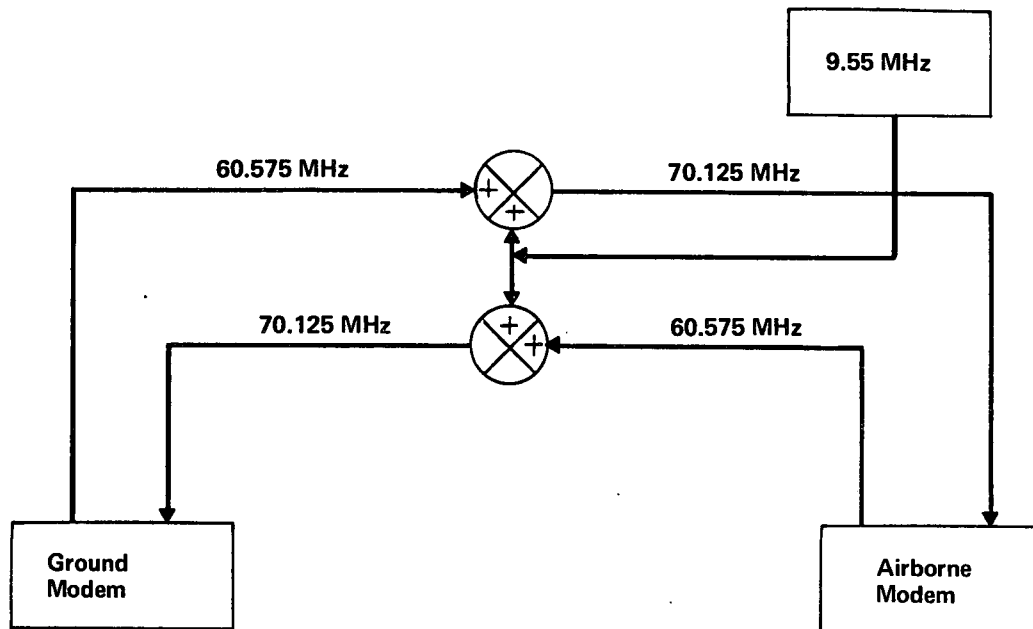 9.55 MHz
60.575 MHz
70.125 MHz
+
+
70.125 MHz
60.575 MHz
+
+
Ground
Modem
Airborne
Modem